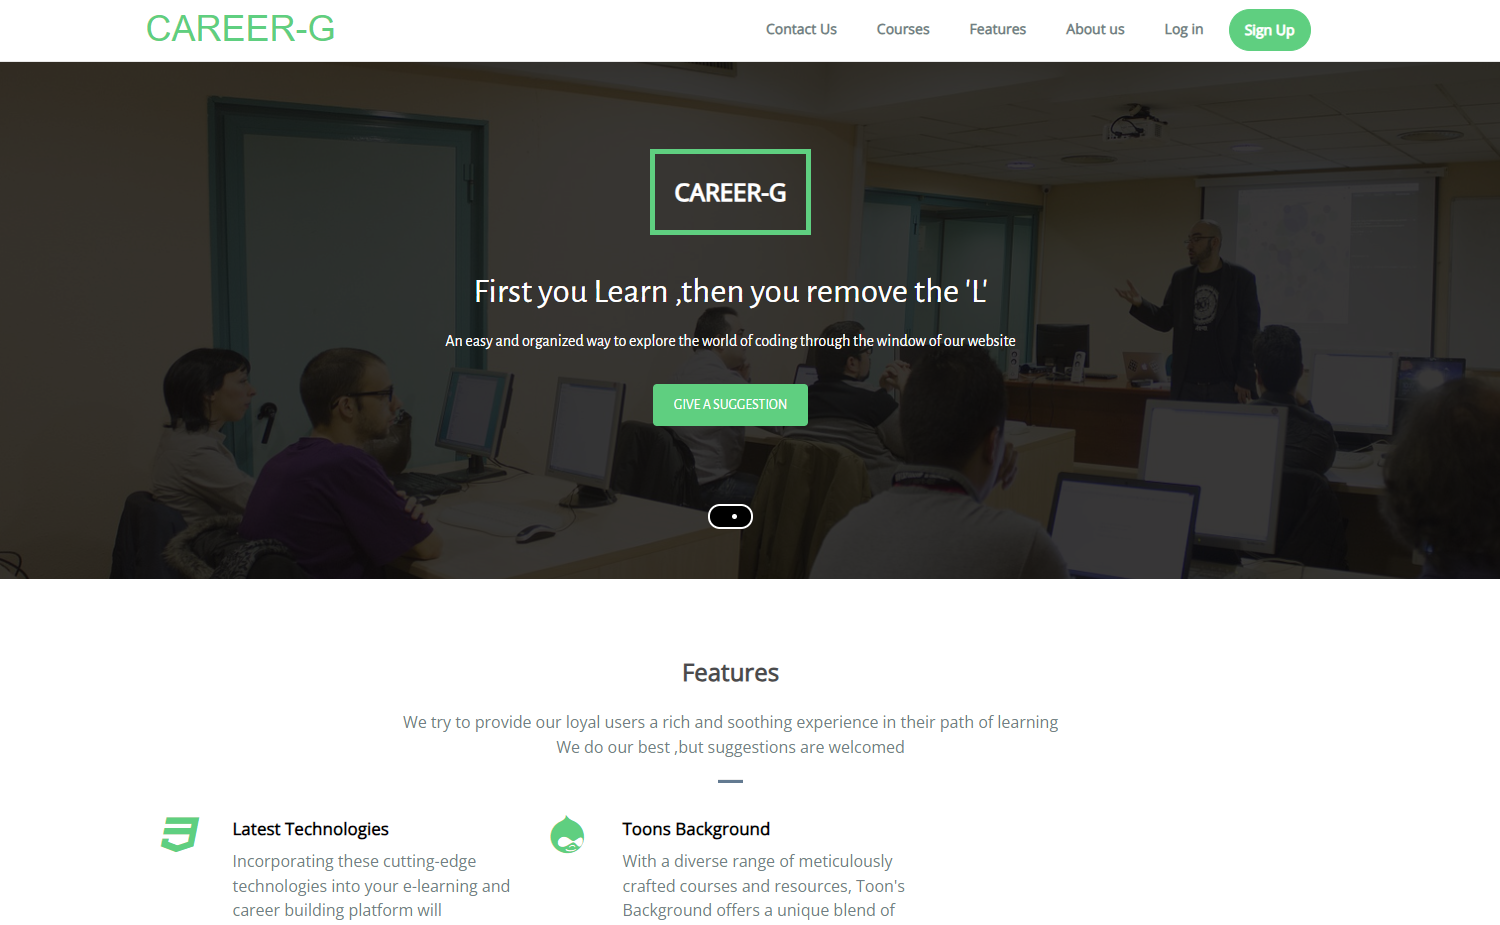 CAREER-G
Contact Us
Courses
Features
About us
Log in
Sign Up
CAREER-G
First you Learn ,then you remove the 'L'
An easy and organized way to explore the world of coding through the window of our website
GIVE A SUGGESTION
Features
We try to provide our loyal users a rich and soothing experience in their path of learning
We do our best ,but suggestions are welcomed
Latest Technologies
Incorporating these cutting-edge
technologies into your e-learning and
career building platform will
Toons Background
With a diverse range of meticulously
crafted courses and resources, Toon's
Background offers a unique blend of